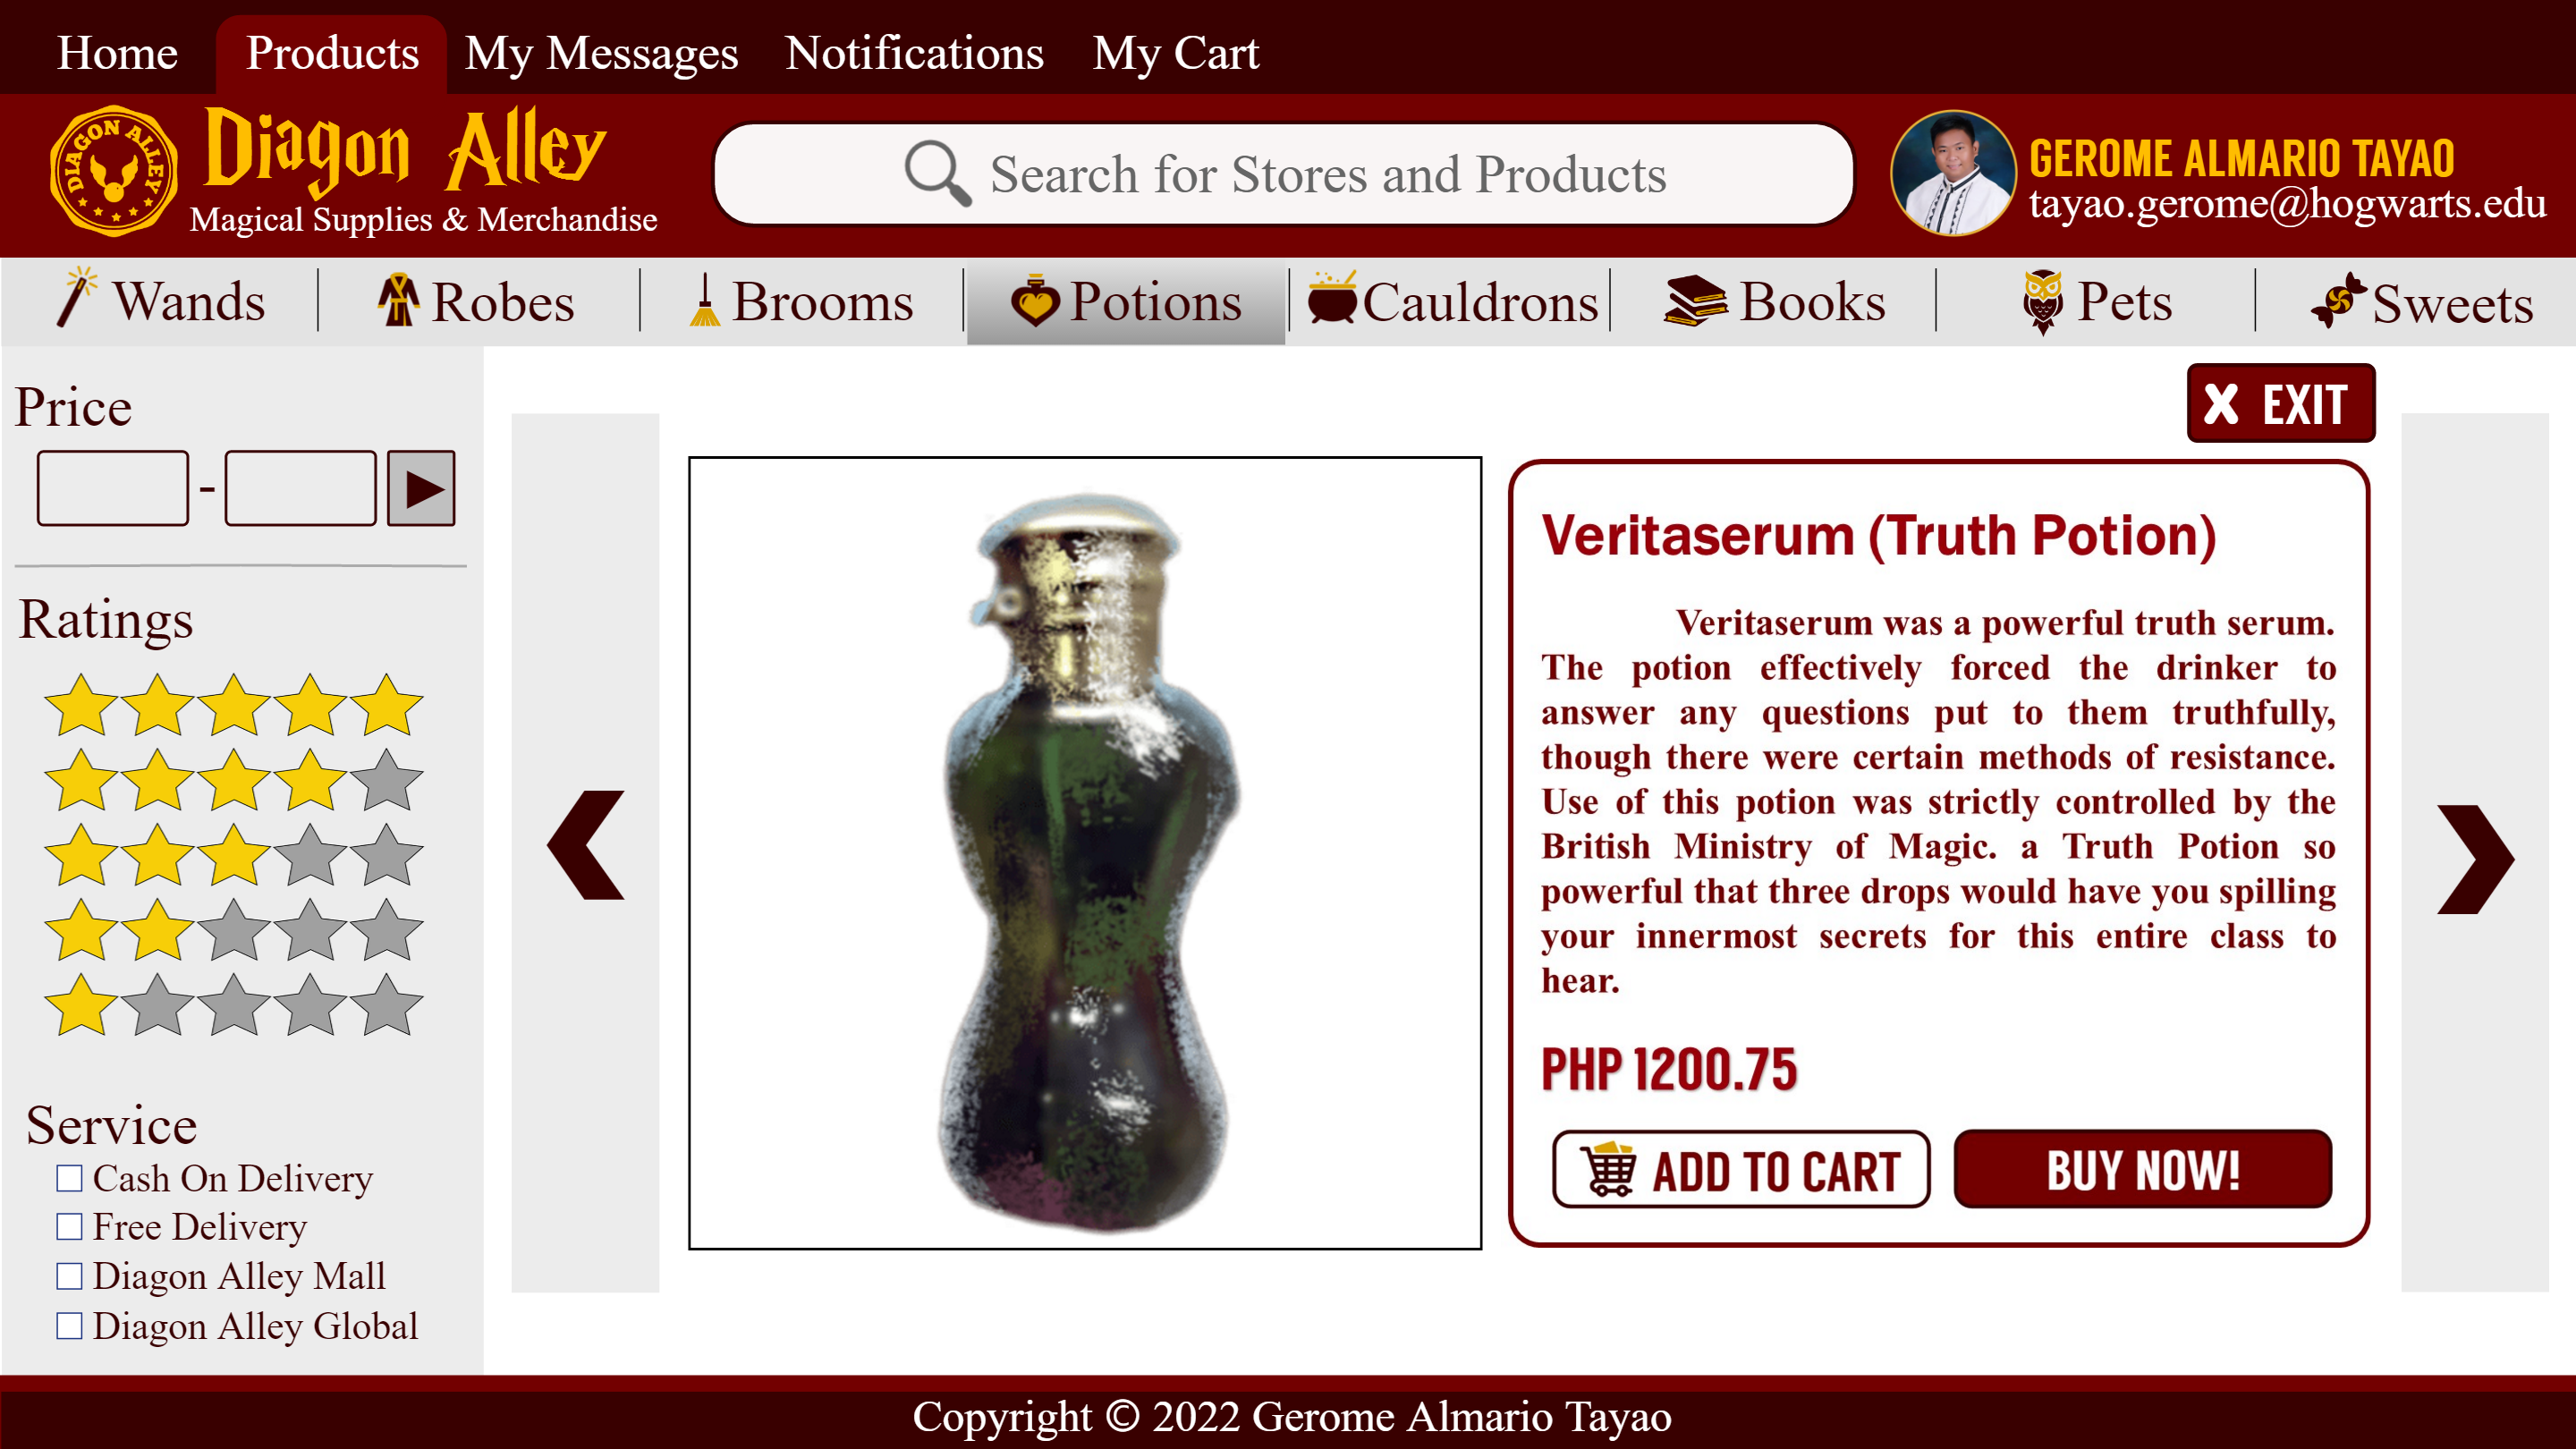 Home Products My Messages Notifications My Cart
DIAGON ALLEY
Diagon Alley
Magical Supplies & Merchandise
Search for Stores and Products
GEROME ALMARIO TAYAO
tayao.gerome@hogwarts.edu
Wands Robes Brooms Potions Cauldrons Books Pets Sweets
Price
-
Ratings
Service
Cash On Delivery
Free Delivery
Diagon Alley Mall
Diagon Alley Global
X EXIT
Veritaserum (Truth Potion)
Veritaserum was a powerful truth serum.
The potion effectively forced the drinker to
answer any questions put to them truthfully,
though there were certain methods of resistance.
Use of this potion was strictly controlled by the
British Ministry of Magic. a Truth Potion so
powerful that three drops would have you spilling
your innermost secrets for this entire class to
hear.
PHP 1200.75
ADD TO CART
BUY NOW!
Copyright © 2022 Gerome Almario Tayao